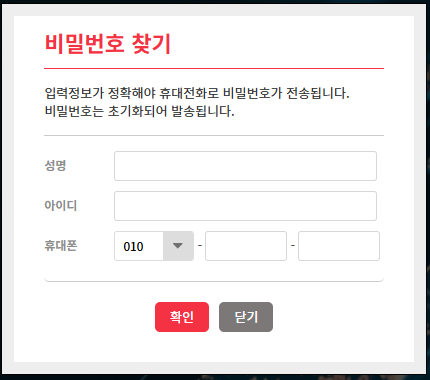 비밀번호 찾기
입력정보가 정확해야 휴대전화로 비밀번호가 전송됩니다.
비밀번호는 초기화되어 발송됩니다.
성명
아이디
휴대폰 010 - -
확인 닫기